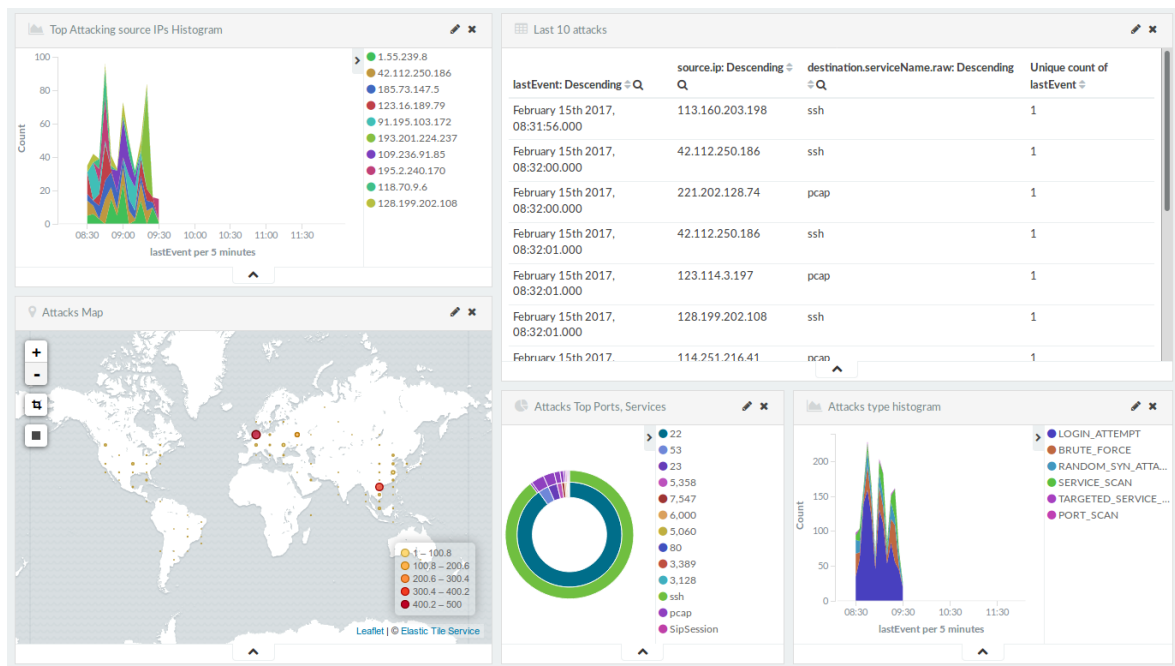 Top Attacking source IPs Histogram
100
80
60
40
20
0
Count
08:30 09:00 09:30 10:00 10:30 11:00 11:30
lastEvent per 5 minutes
1.55.239.8
42.112.250.186
185.73.147.5
123.16.189.79
91.195.103.172
193.201.224.237
109.236.91.85
195.2.240.170
118.70.9.6
128.199.202.108
Last 10 attacks
lastEvent: Descending source.ip: Descending destination.serviceName.raw: Descending Unique count of lastEvent
February 15th 2017, 08:31:56.000 113.160.203.198 ssh 1
February 15th 2017, 08:32:00.000 42.112.250.186 ssh 1
February 15th 2017, 08:32:00.000 221.202.128.74 pcap 1
February 15th 2017, 08:32:01.000 42.112.250.186 ssh 1
February 15th 2017, 08:32:01.000 123.114.3.197 pcap 1
February 15th 2017, 08:32:01.000 128.199.202.108 ssh 1
February 15th 2017, 114.251.216.41 pcap 1
Attacks Map
+
-
1 – 100.8
100.8 – 200.6
200.6 – 300.4
300.4 – 400.2
400.2 – 500
Leaflet | © Elastic Tile Service
Attacks Top Ports, Services
22
53
23
5,358
7,547
6,000
5,060
80
3,389
3,128
ssh
pcap
SipSession
Attacks type histogram
200
150
100
50
0
Count
08:30 09:30 10:30 11:30
lastEvent per 5 minutes
LOGIN_ATTEMPT
BRUTE_FORCE
RANDOM_SYN_ATTA...
SERVICE_SCAN
TARGETED_SERVICE_...
PORT_SCAN